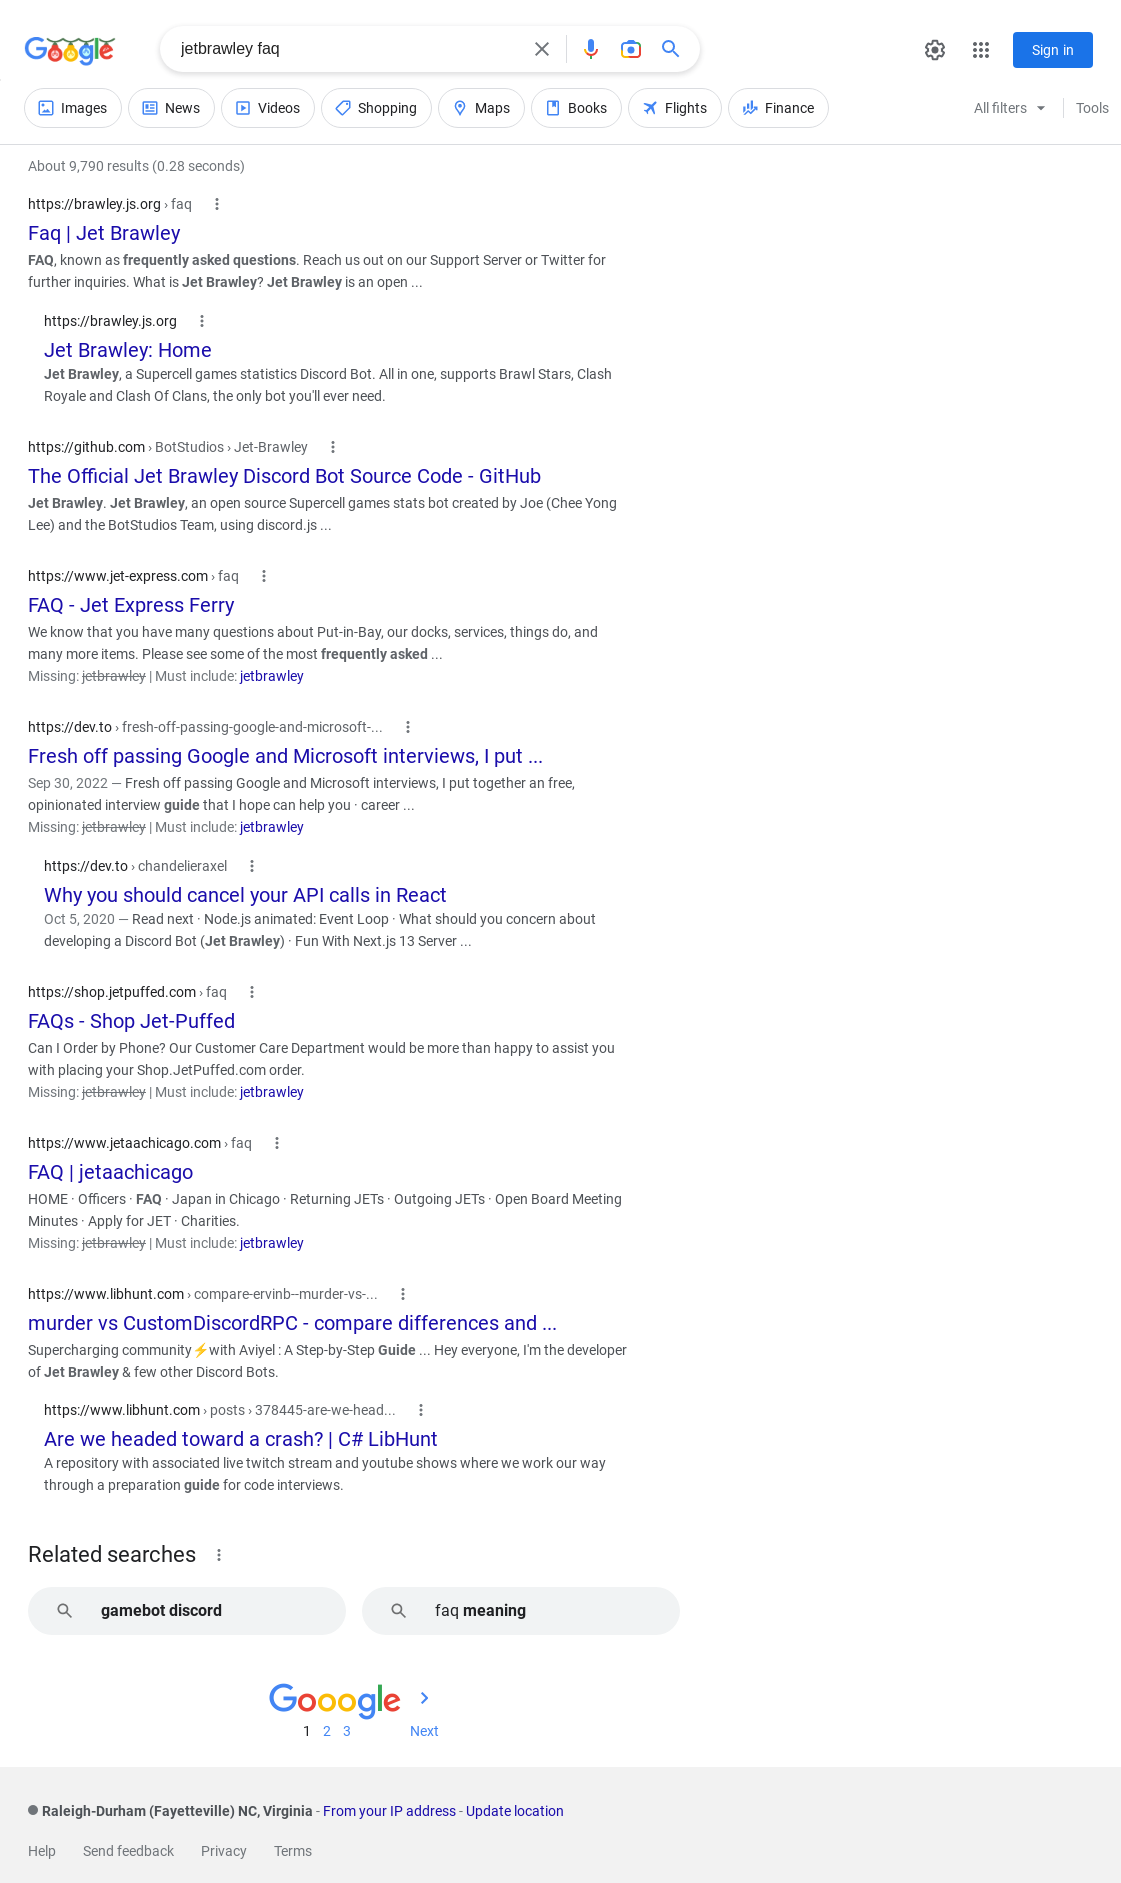 Google
jetbrawley faq
Sign in
Images
News
Videos
Shopping
Maps
Books
Flights
Finance
All filters
Tools
About 9,790 results (0.28 seconds)
https://brawley.js.org › faq
Faq | Jet Brawley
FAQ, known as frequently asked questions. Reach us out on our Support Server or Twitter for
further inquiries. What is Jet Brawley? Jet Brawley is an open ...
https://brawley.js.org
Jet Brawley: Home
Jet Brawley, a Supercell games statistics Discord Bot. All in one, supports Brawl Stars, Clash
Royale and Clash Of Clans, the only bot you'll ever need.
https://github.com › BotStudios › Jet-Brawley
The Official Jet Brawley Discord Bot Source Code - GitHub
Jet Brawley. Jet Brawley, an open source Supercell games stats bot created by Joe (Chee Yong
Lee) and the BotStudios Team, using discord.js ...
https://www.jet-express.com › faq
FAQ - Jet Express Ferry
We know that you have many questions about Put-in-Bay, our docks, services, things do, and
many more items. Please see some of the most frequently asked ...
Missing: jetbrawley | Must include: jetbrawley
https://dev.to › fresh-off-passing-google-and-microsoft-...
Fresh off passing Google and Microsoft interviews, I put ...
Sep 30, 2022 — Fresh off passing Google and Microsoft interviews, I put together an free,
opinionated interview guide that I hope can help you · career ...
Missing: jetbrawley | Must include: jetbrawley
https://dev.to › chandelieraxel
Why you should cancel your API calls in React
Oct 5, 2020 — Read next · Node.js animated: Event Loop · What should you concern about
developing a Discord Bot (Jet Brawley) · Fun With Next.js 13 Server ...
https://shop.jetpuffed.com › faq
FAQs - Shop Jet-Puffed
Can I Order by Phone? Our Customer Care Department would be more than happy to assist you
with placing your Shop.JetPuffed.com order.
Missing: jetbrawley | Must include: jetbrawley
https://www.jetaachicago.com › faq
FAQ | jetaachicago
HOME · Officers · FAQ · Japan in Chicago · Returning JETs · Outgoing JETs · Open Board Meeting
Minutes · Apply for JET · Charities.
Missing: jetbrawley | Must include: jetbrawley
https://www.libhunt.com › compare-ervinb--murder-vs-...
murder vs CustomDiscordRPC - compare differences and ...
Supercharging community⚡with Aviyel : A Step-by-Step Guide ... Hey everyone, I'm the developer
of Jet Brawley & few other Discord Bots.
https://www.libhunt.com › posts › 378445-are-we-head...
Are we headed toward a crash? | C# LibHunt
A repository with associated live twitch stream and youtube shows where we work our way
through a preparation guide for code interviews.
Related searches
gamebot discord
faq meaning
Gooogle
1 2 3 Next
Raleigh-Durham (Fayetteville) NC, Virginia - From your IP address - Update location
Help Send feedback Privacy Terms